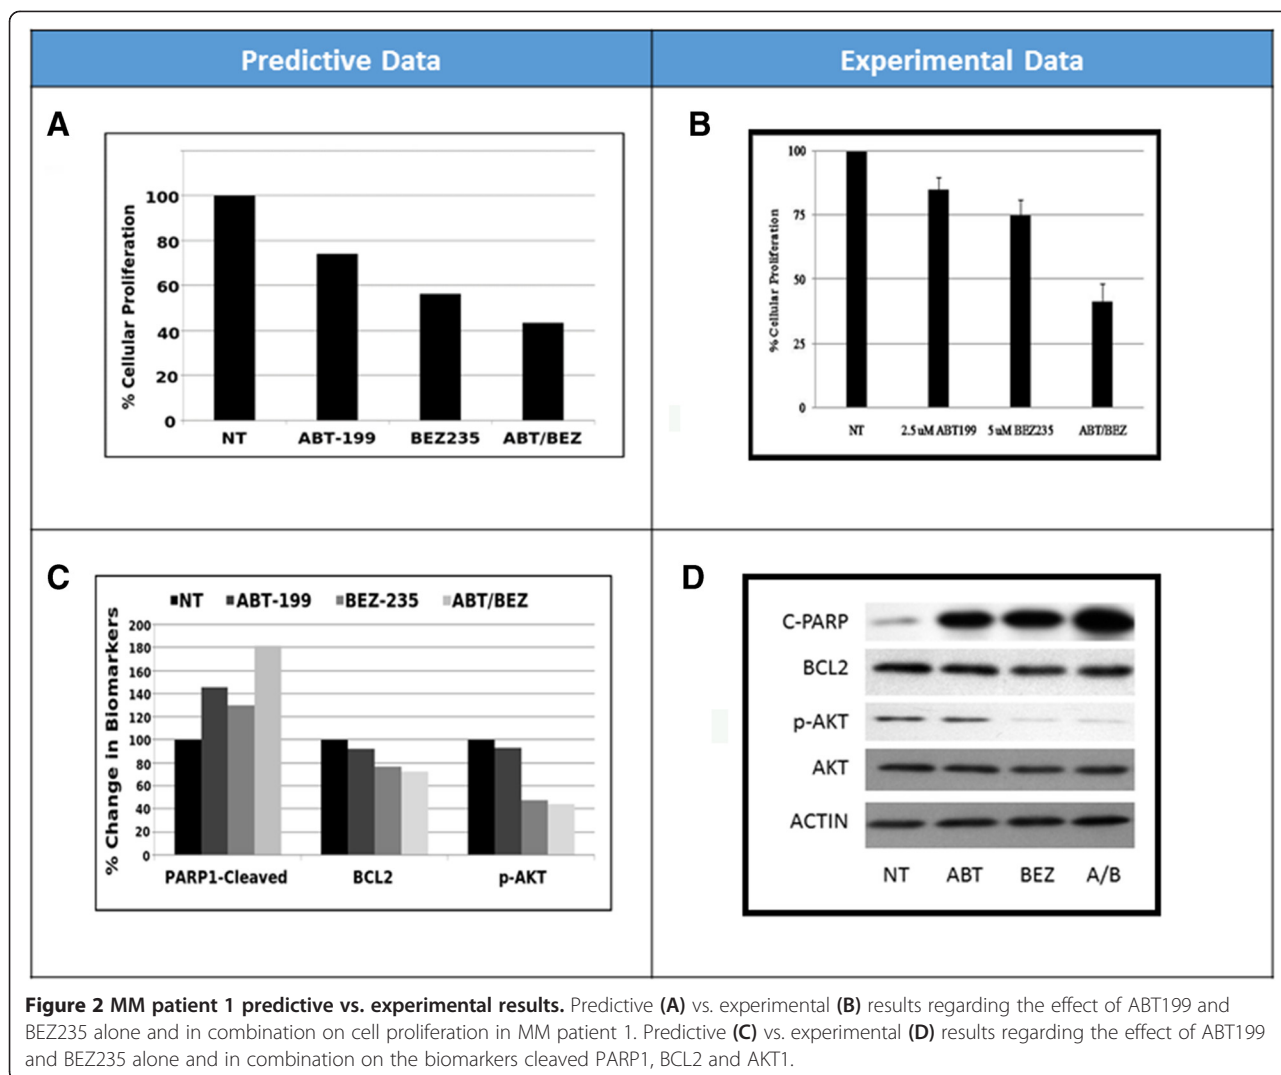 Predictive Data
Experimental Data
A
% Cellular Proliferation
100
80
60
40
20
0
NT ABT-199 BEZ235 ABT/BEZ
B
% Cellular Proliferation
100
75
50
25
0
NT 2.5 uM ABT199 5 uM BEZ235 ABT/BEZ
C
NT ABT-199 BEZ-235 ABT/BEZ
% Change in Biomarkers
200
180
160
140
120
100
80
60
40
20
0
PARP1-Cleaved BCL2 p-AKT
D
C-PARP
BCL2
p-AKT
AKT
ACTIN
NT ABT BEZ A/B
Figure 2 MM patient 1 predictive vs. experimental results. Predictive (A) vs. experimental (B) results regarding the effect of ABT199 and
BEZ235 alone and in combination on cell proliferation in MM patient 1. Predictive (C) vs. experimental (D) results regarding the effect of ABT199
and BEZ235 alone and in combination on the biomarkers cleaved PARP1, BCL2 and AKT1.